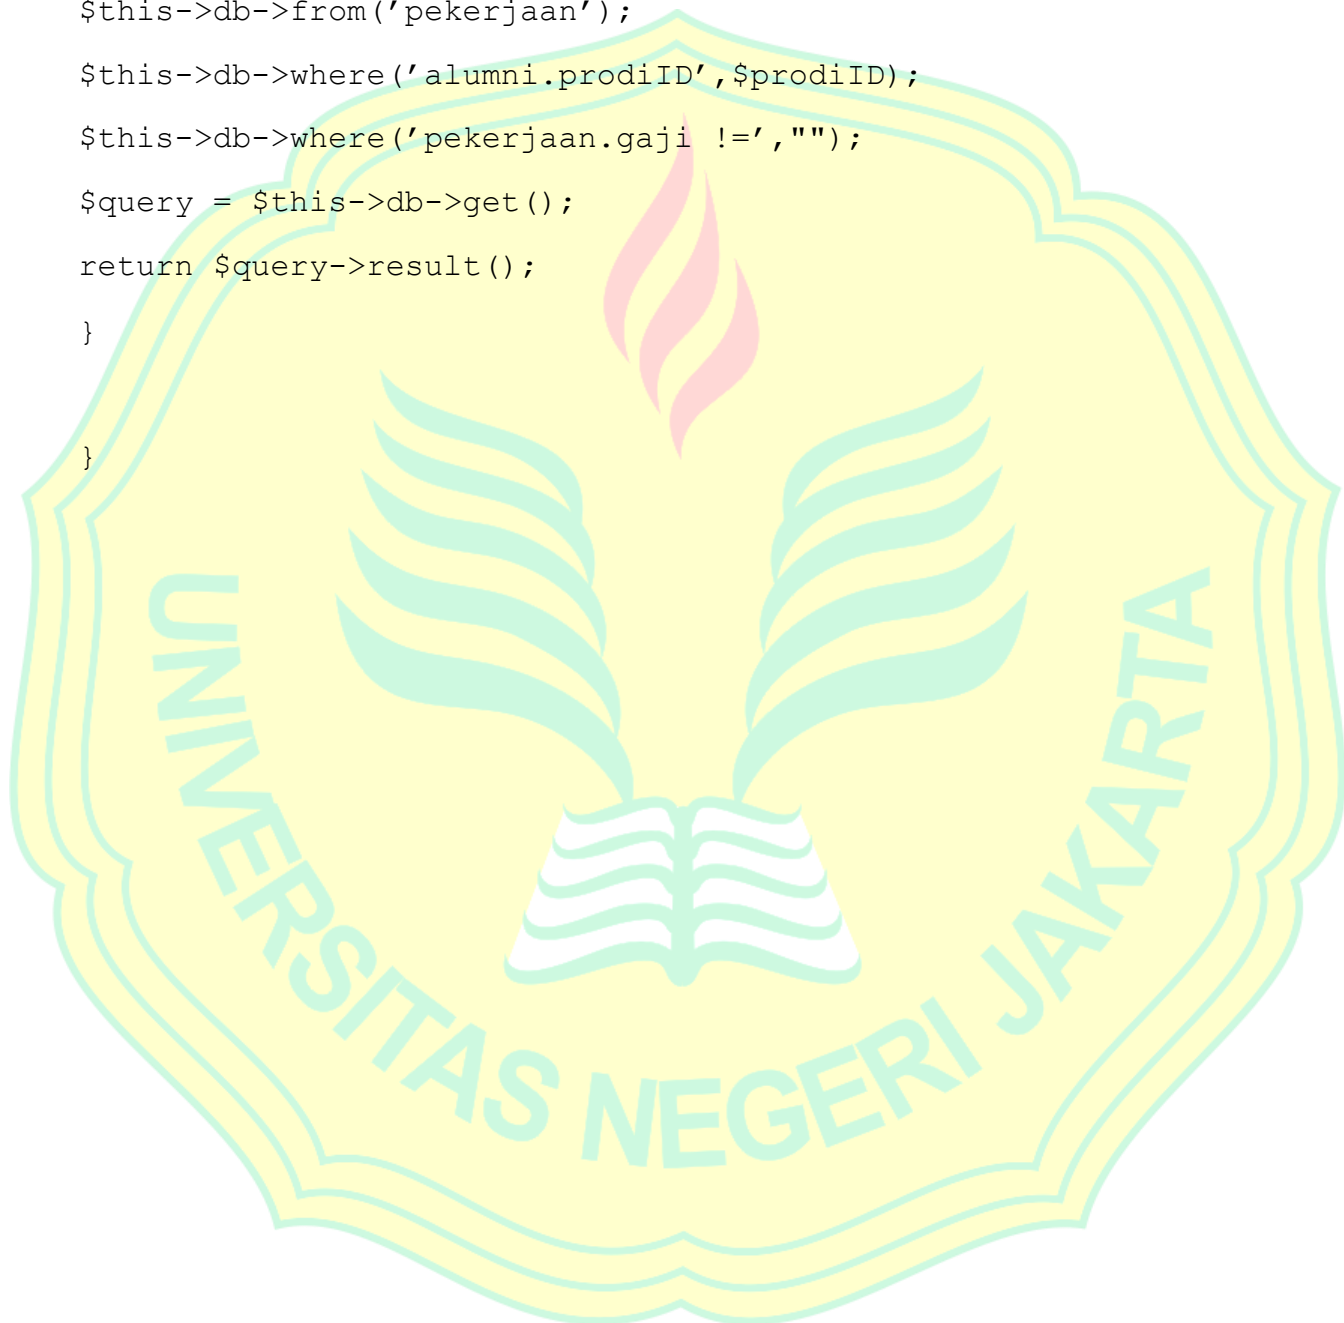 $this->db->from('pekerjaan');
$this->db->where('alumni.prodiID',$prodiID);
$this->db->where('pekerjaan.gaji !=',"");
$query = $this->db->get();
return $query->result();
}
}
UNIVERSITAS NEGERI JAKARTA